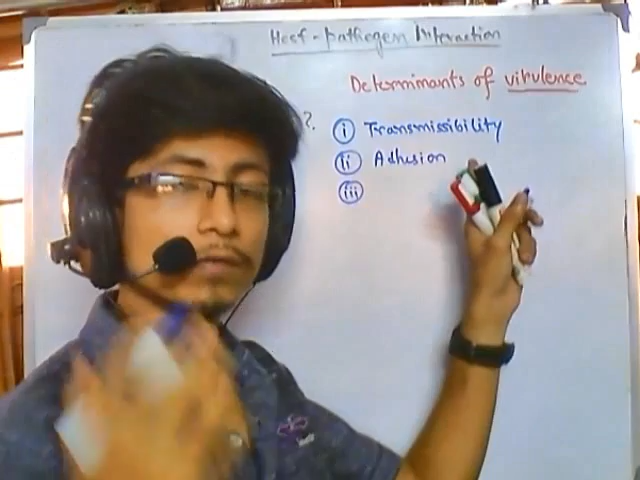 Host-pathogen Interaction
Determinants of virulence
?
(i) Transmissibility
(ii) Adhesion
(iii)